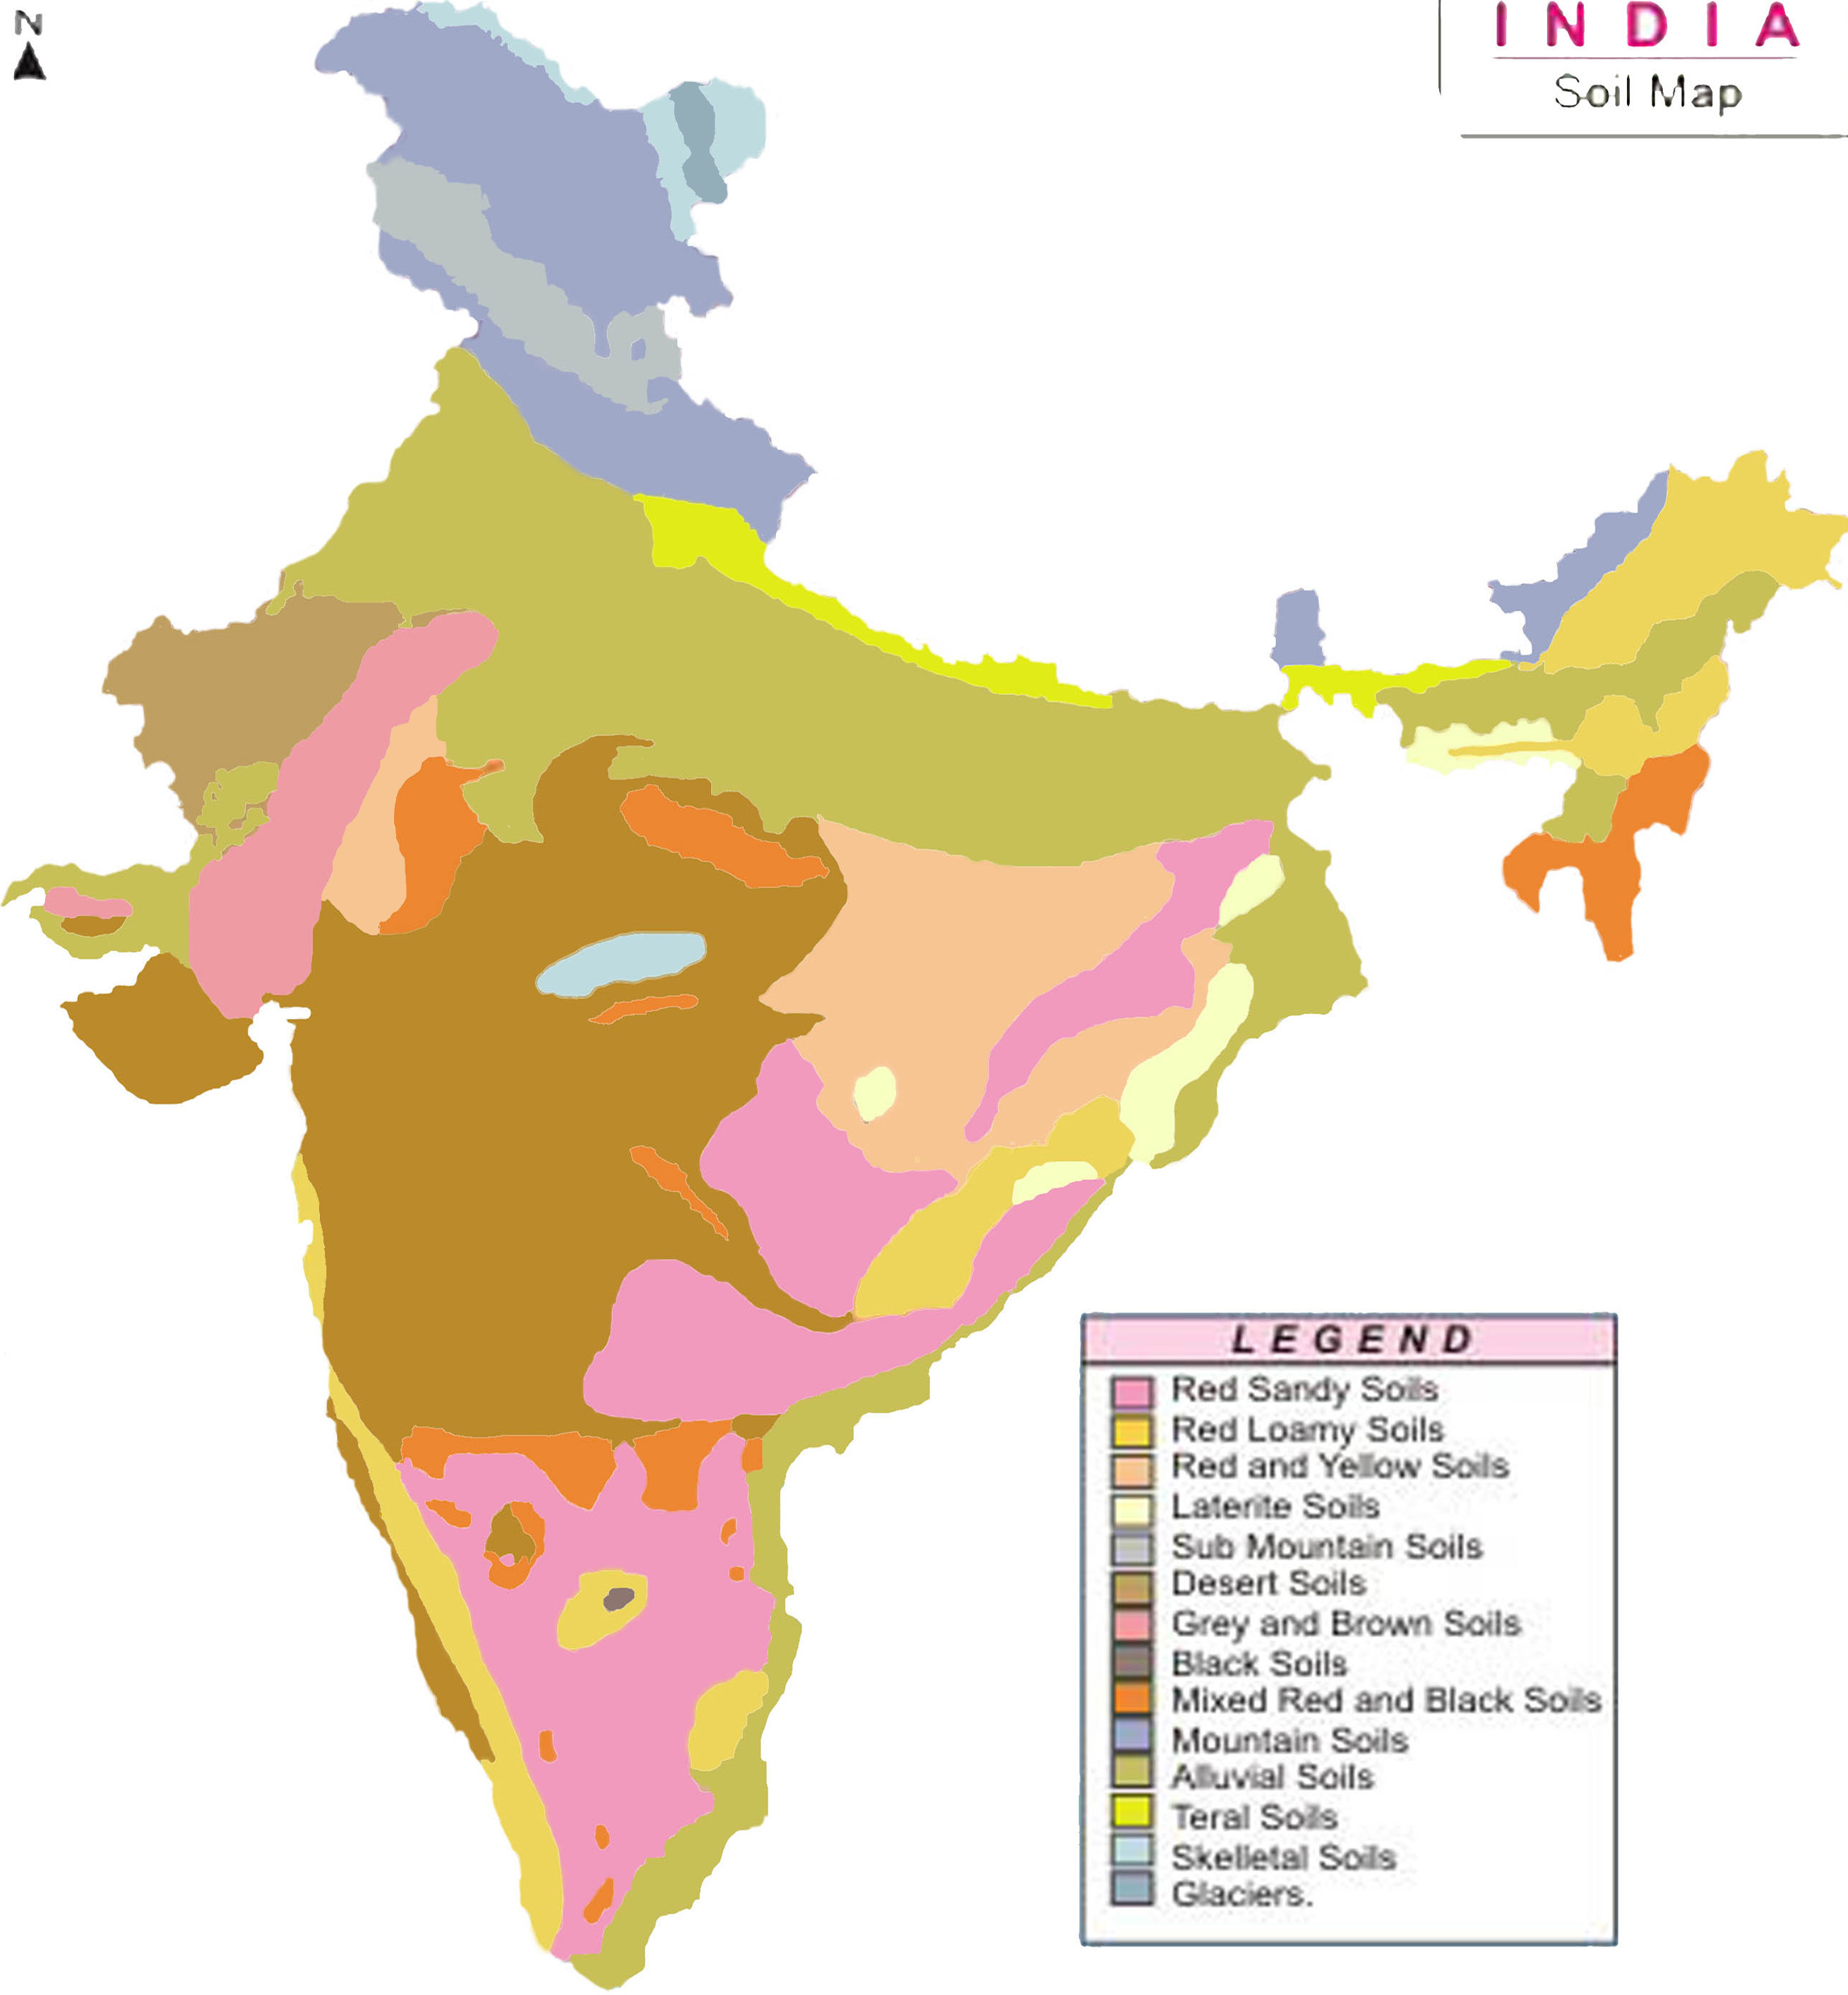 N
INDIA
Soil Map
LEGEND
Red Sandy Soils
Red Loamy Soils
Red and Yellow Soils
Laterite Soils
Sub Mountain Soils
Desert Soils
Grey and Brown Soils
Black Soils
Mixed Red and Black Soils
Mountain Soils
Alluvial Soils
Teral Soils
Skelletal Soils
Glaciers.